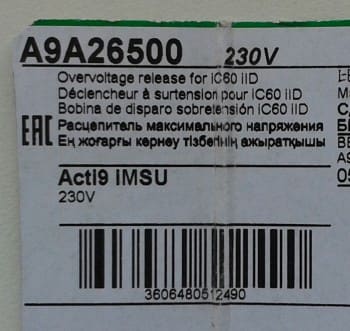 A9A26500 230V
Overvoltage release for iC60 iID
Déclencheur à surtension pour iC60 iID
Bobina de disparo sobretensión iC60 iID
EAC Расцепитель максимального напряжения
Ең жоғарғы кернеу тізбегінің ажыратқышы
Acti9 iMSU
230V
3606480512490